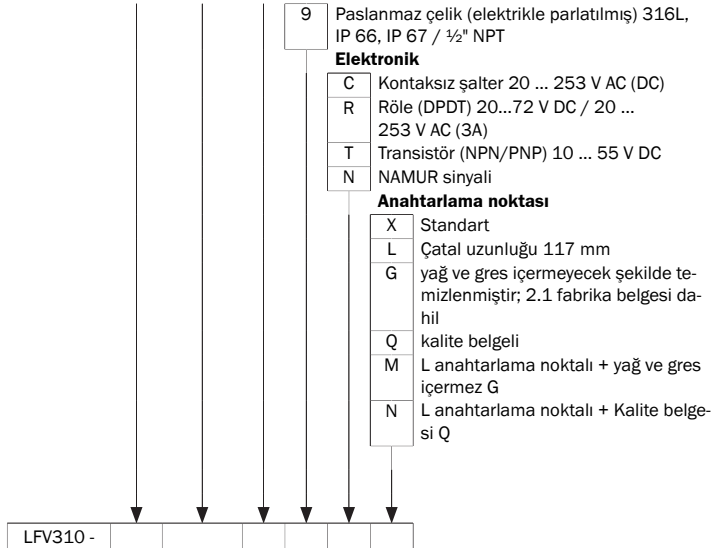 9 Paslanmaz çelik (elektrikle parlatılmış) 316L,
IP 66, IP 67 / ½" NPT
Elektronik
C Kontaksız şalter 20 ... 253 V AC (DC)
R Röle (DPDT) 20...72 V DC / 20 ...
253 V AC (3A)
T Transistör (NPN/PNP) 10 ... 55 V DC
N NAMUR sinyali
Anahtarlama noktası
X Standart
L Çatal uzunluğu 117 mm
G yağ ve gres içermeyecek şekilde te-
mizlenmiştir; 2.1 fabrika belgesi da-
hil
Q kalite belgeli
M L anahtarlama noktalı + yağ ve gres
içermez G
N L anahtarlama noktalı + Kalite belge-
si Q
LFV310 -